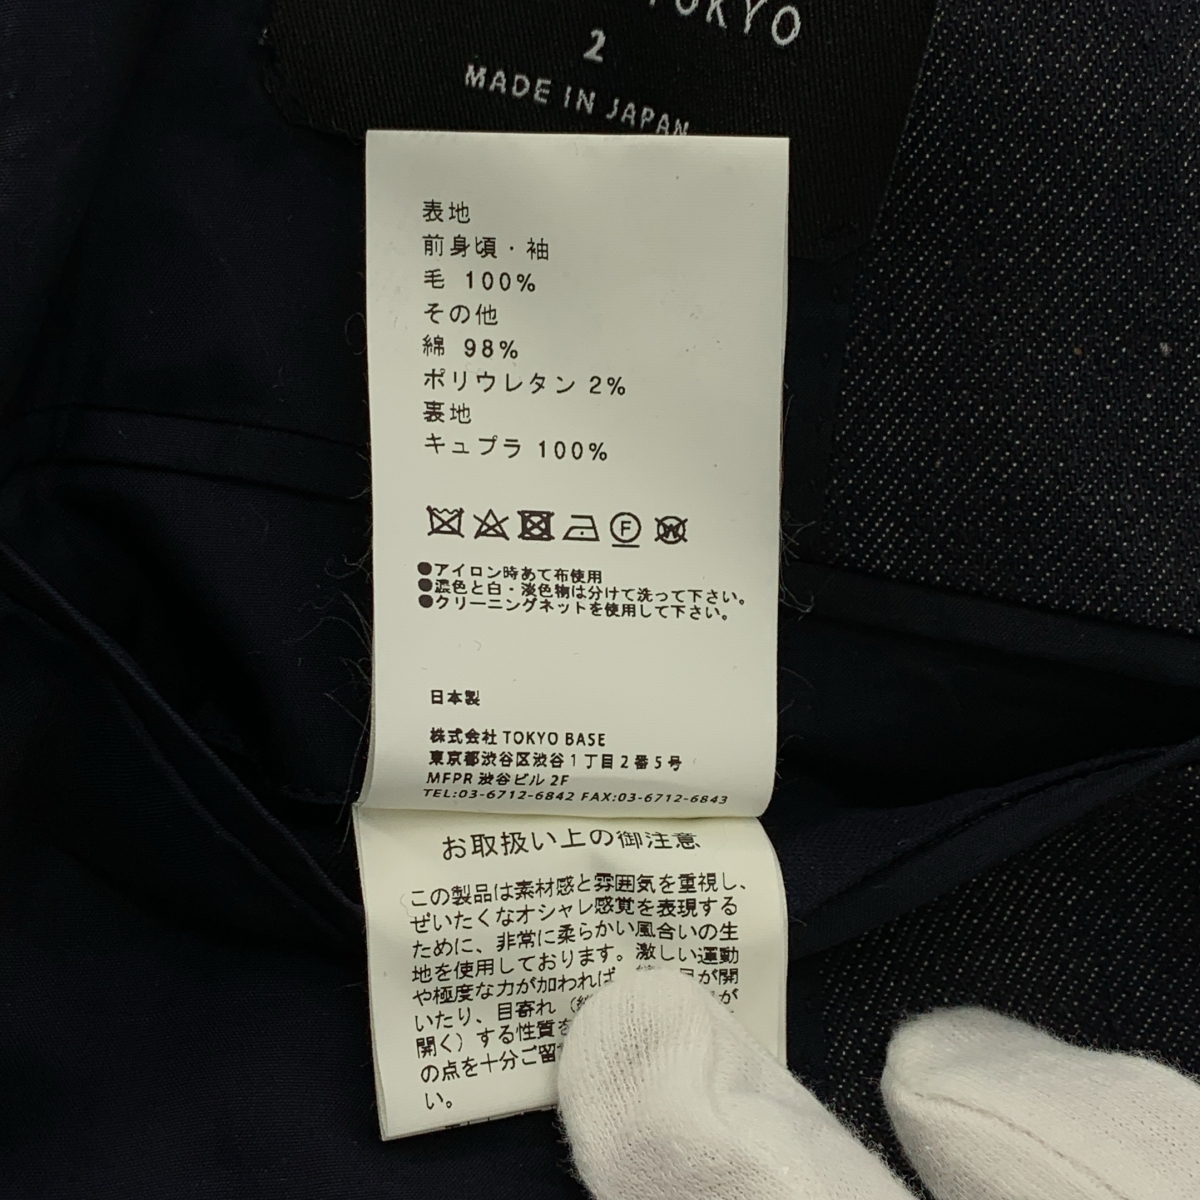 TOKYO
2
MADE IN JAPAN
表地
前身頃・袖
毛 100%
その他
綿 98%
ポリウレタン 2%
裏地
キュプラ 100%
F
W
●アイロン時あて布使用
●濃色と白・淡色物は分けて洗って下さい。
●クリーニングネットを使用して下さい。
日本製
株式会社 TOKYO BASE
東京都渋谷区渋谷1丁目2番5号
MFPR 渋谷ビル 2F
TEL:03-6712-6842 FAX:03-6712-6843
お取扱い上の御注意
この製品は素材感と雰囲気を重視し、
ぜいたくなオシャレ感覚を表現する
ために、非常に柔らかい風合いの生
地を使用しております。激しい運動
や極度な力が加われば、 が開
いたり、目寄れ( が
開く)する性質を
の点を十分ご留
い。